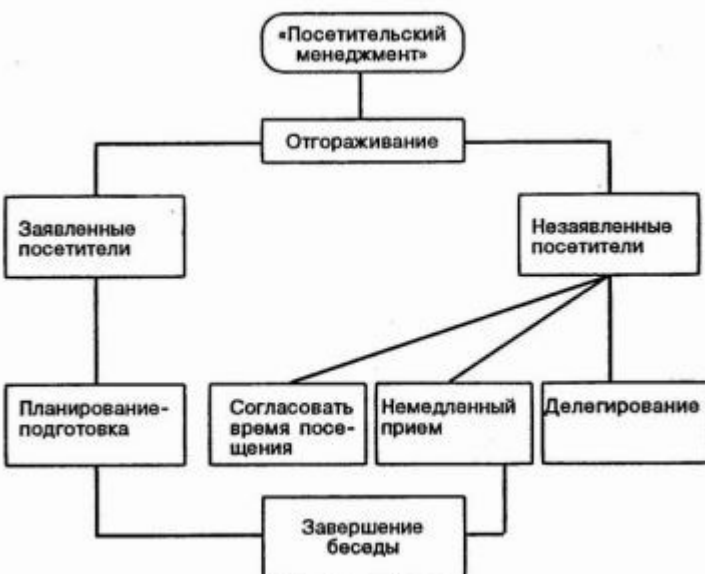 «Посетительский
менеджмент»
Отгораживание
Заявленные
посетители
Незаявленные
посетители
Планирование-
подготовка
Согласовать
время посе-
щения
Немедленный
прием
Делегирование
Завершение
беседы